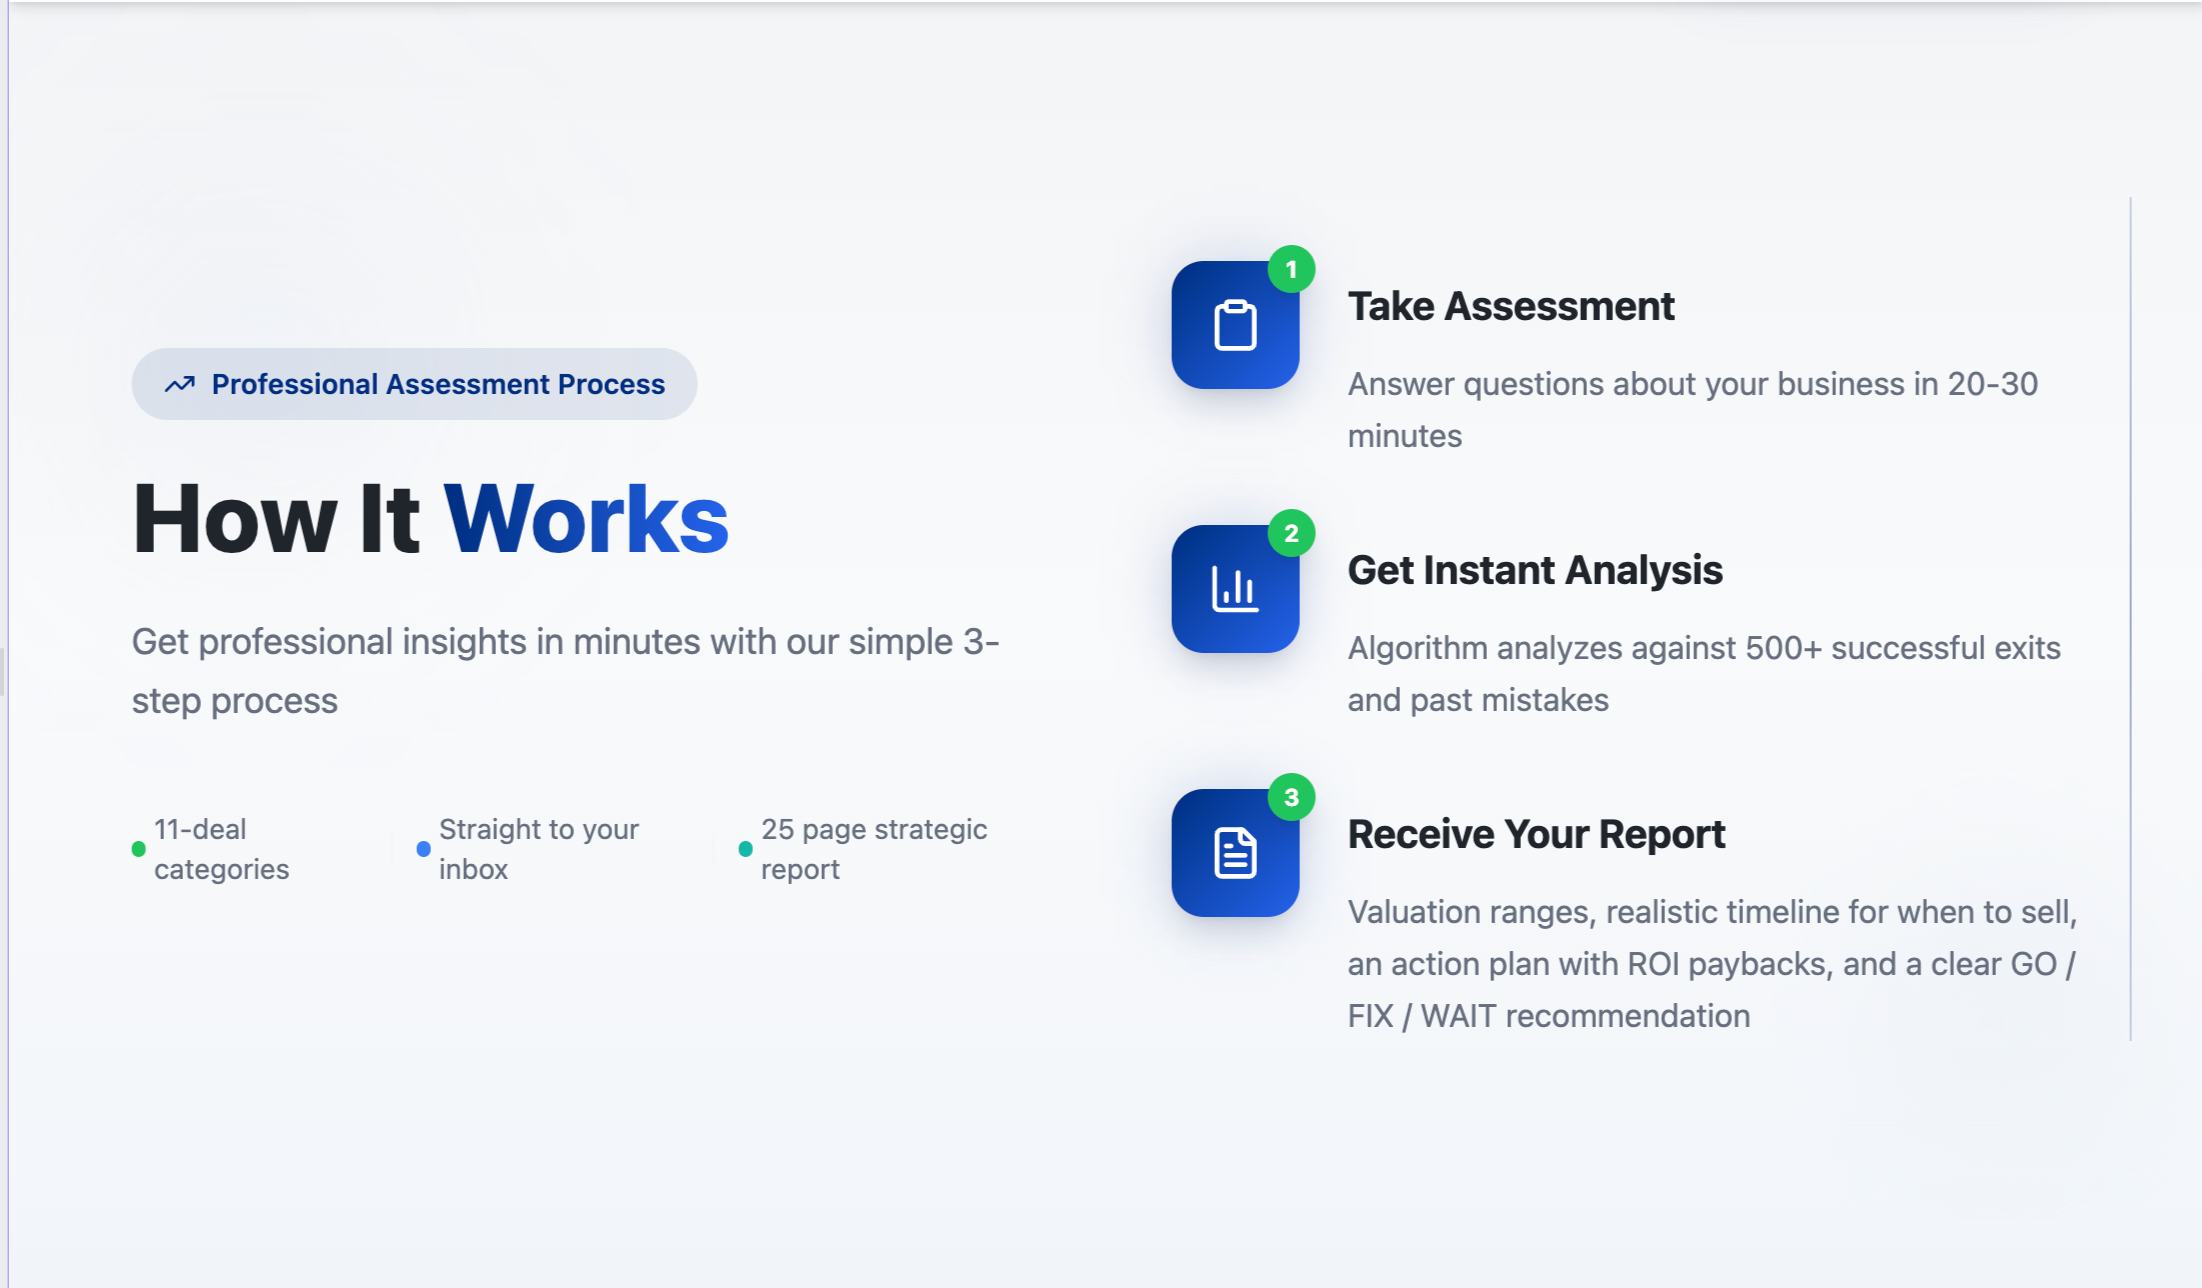 Professional Assessment Process
How It Works
Get professional insights in minutes with our simple 3-
step process
11-deal
categories
Straight to your
inbox
25 page strategic
report
1
Take Assessment
Answer questions about your business in 20-30
minutes
2
Get Instant Analysis
Algorithm analyzes against 500+ successful exits
and past mistakes
3
Receive Your Report
Valuation ranges, realistic timeline for when to sell,
an action plan with ROI paybacks, and a clear GO /
FIX / WAIT recommendation